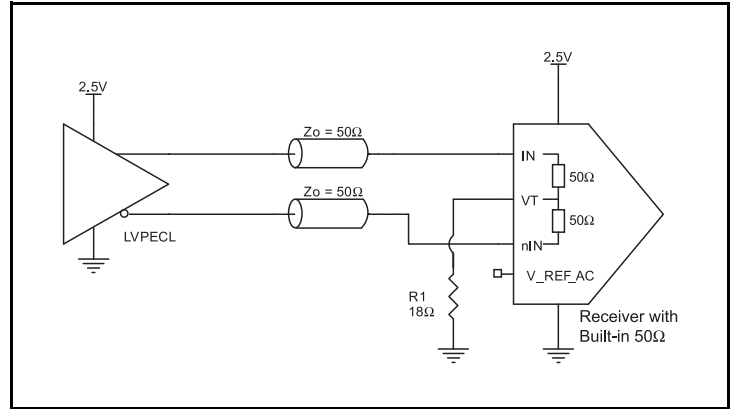 2.5V
2.5V
Zo = 50Ω
IN
50Ω
Zo = 50Ω
VT
50Ω
LVPECL
nIN
V_REF_AC
R1
18Ω
Receiver with
Built-in 50Ω